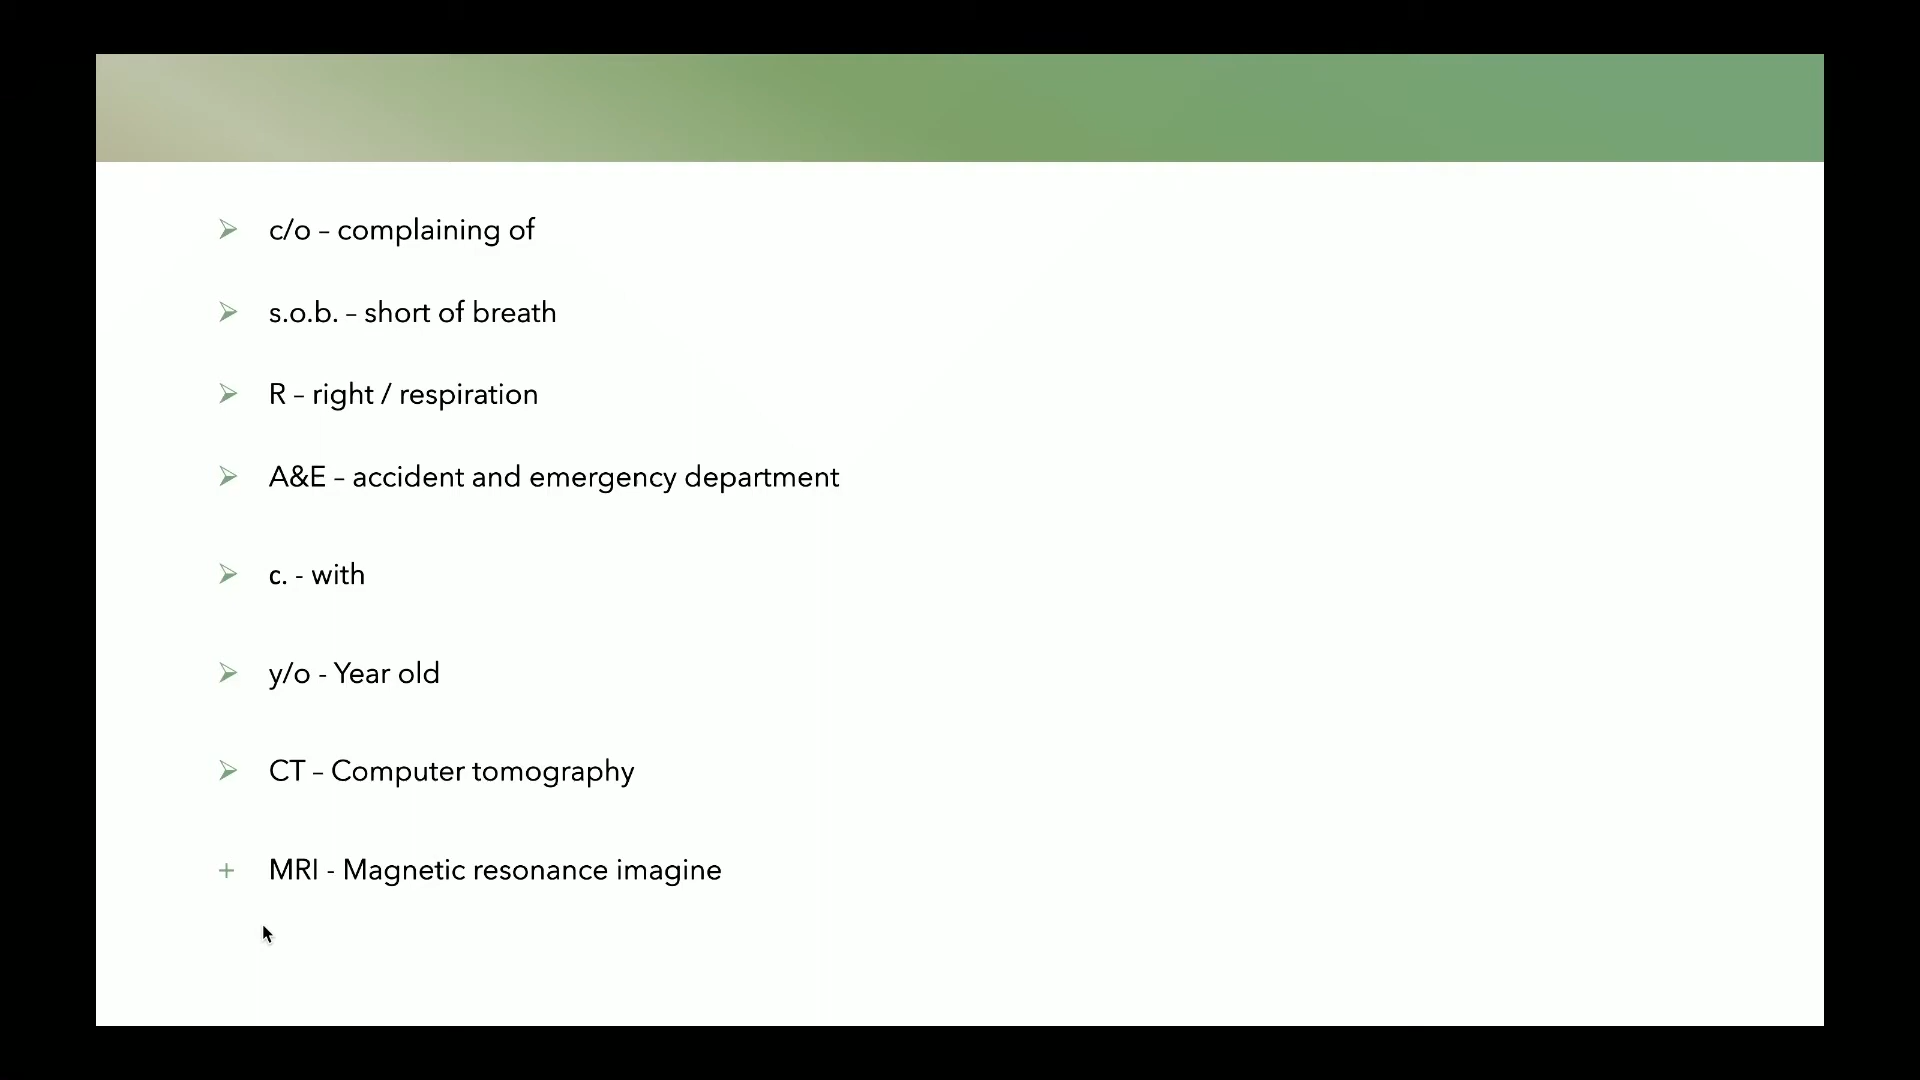 c/o – complaining of
s.o.b. – short of breath
R – right / respiration
A&E – accident and emergency department
c. - with
y/o - Year old
CT – Computer tomography
MRI - Magnetic resonance imagine